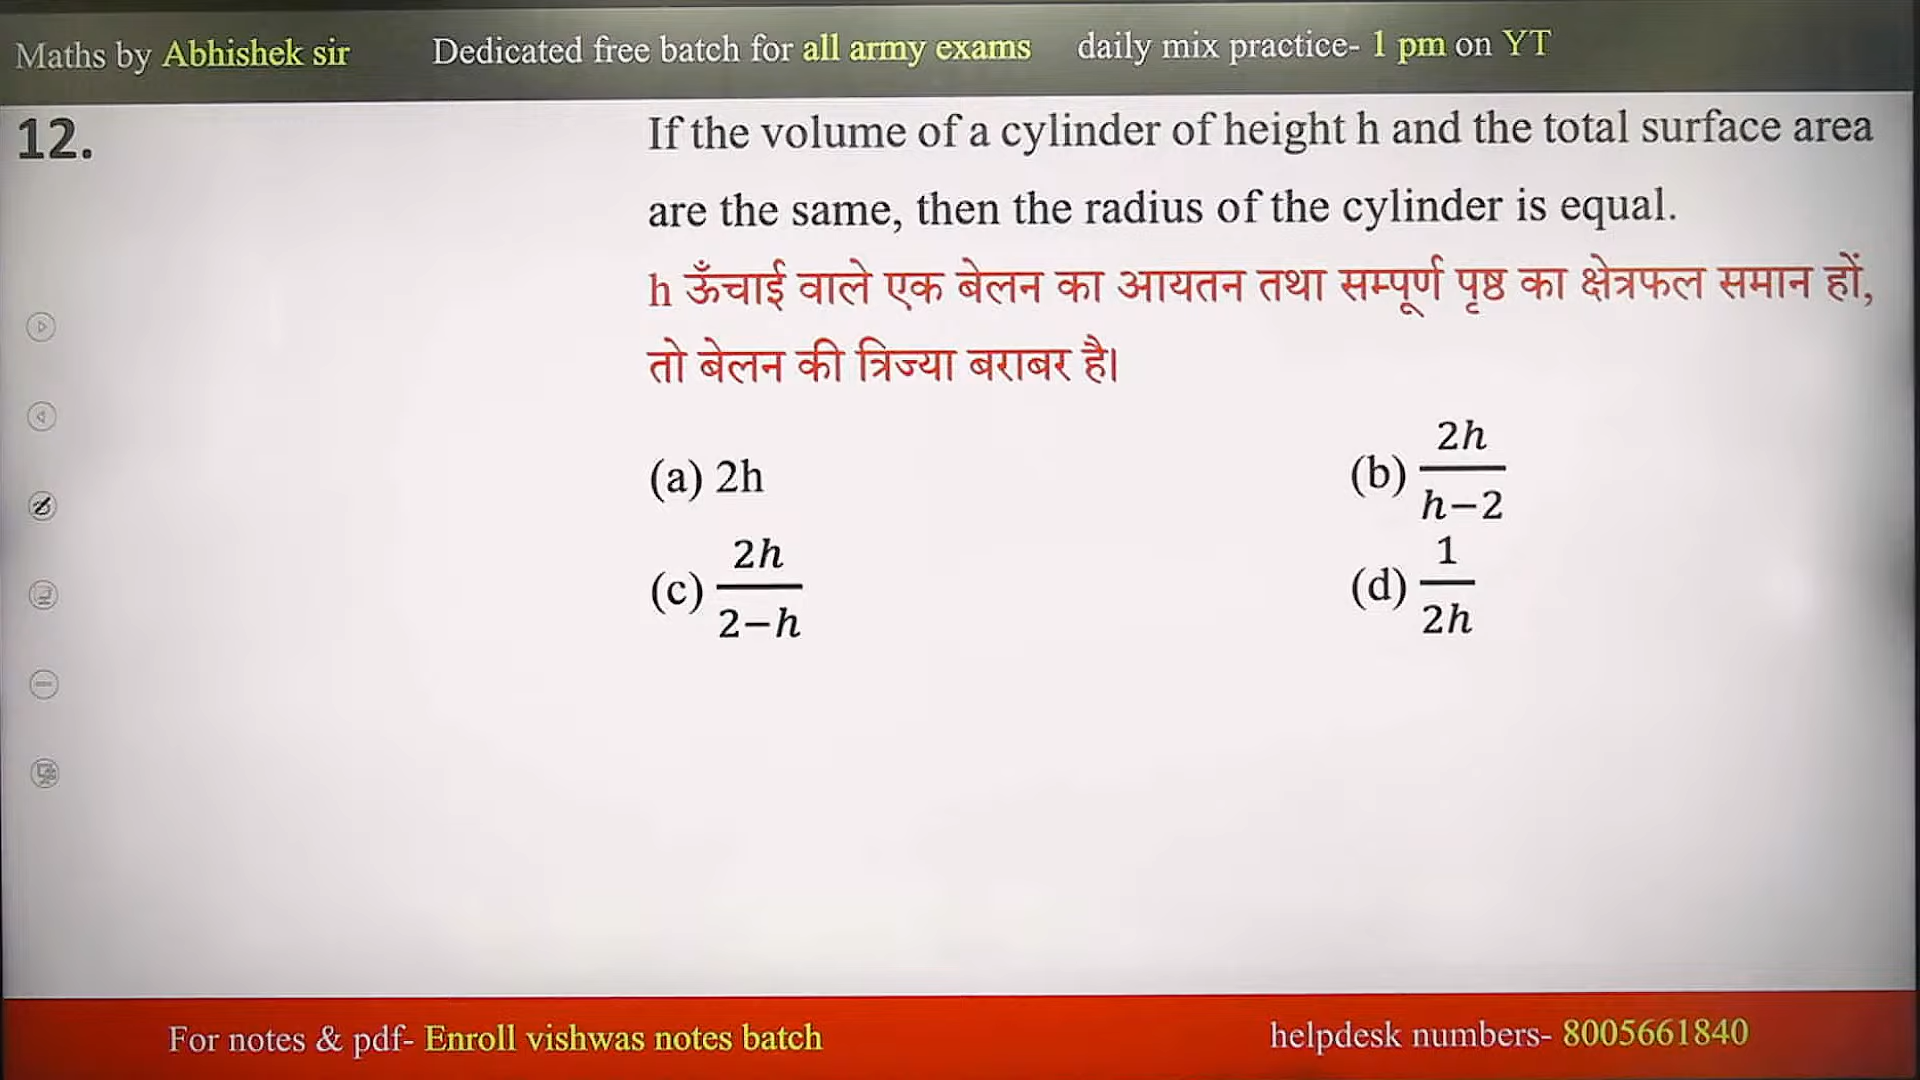 Maths by Abhishek sir Dedicated free batch for all army exams daily mix practice- 1 pm on YT
12.
If the volume of a cylinder of height h and the total surface area
are the same, then the radius of the cylinder is equal.
h ऊँचाई वाले एक बेलन का आयतन तथा सम्पूर्ण पृष्ठ का क्षेत्रफल समान हों,
तो बेलन की त्रिज्या बराबर है।
(a) 2h (b) 2h/h−2
(c) 2h/2−h (d) 1/2h
For notes & pdf- Enroll vishwas notes batch helpdesk numbers- 8005661840